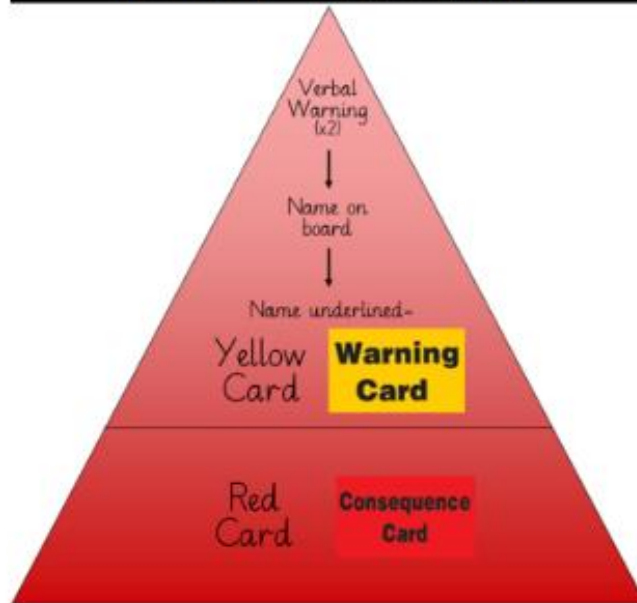 Verbal
Warning
(x2)
Name on
board
Name underlined-
Yellow
Card
Warning
Card
Red
Card
Consequence
Card